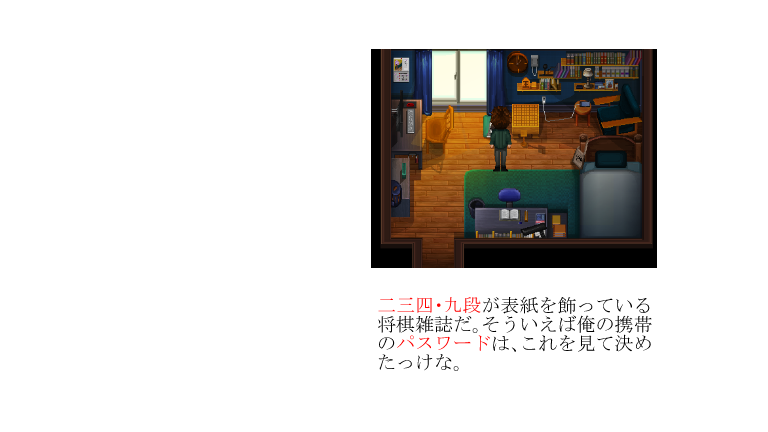 二三四・九段が表紙を飾っている
将棋雑誌だ。そういえば俺の携帯
のパスワードは、これを見て決め
たっけな。